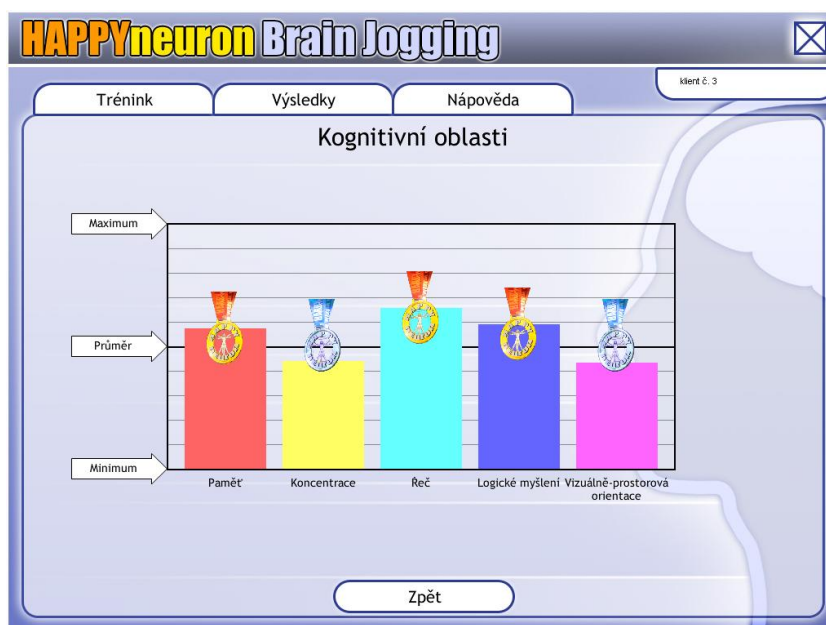 HAPPYneuron Brain Jogging
klient č. 3
Trénink
Výsledky
Nápověda
Kognitivní oblasti
Maximum
Průměr
Minimum
Paměť
Koncentrace
Řeč
Logické myšlení
Vizuálně-prostorová
orientace
Zpět